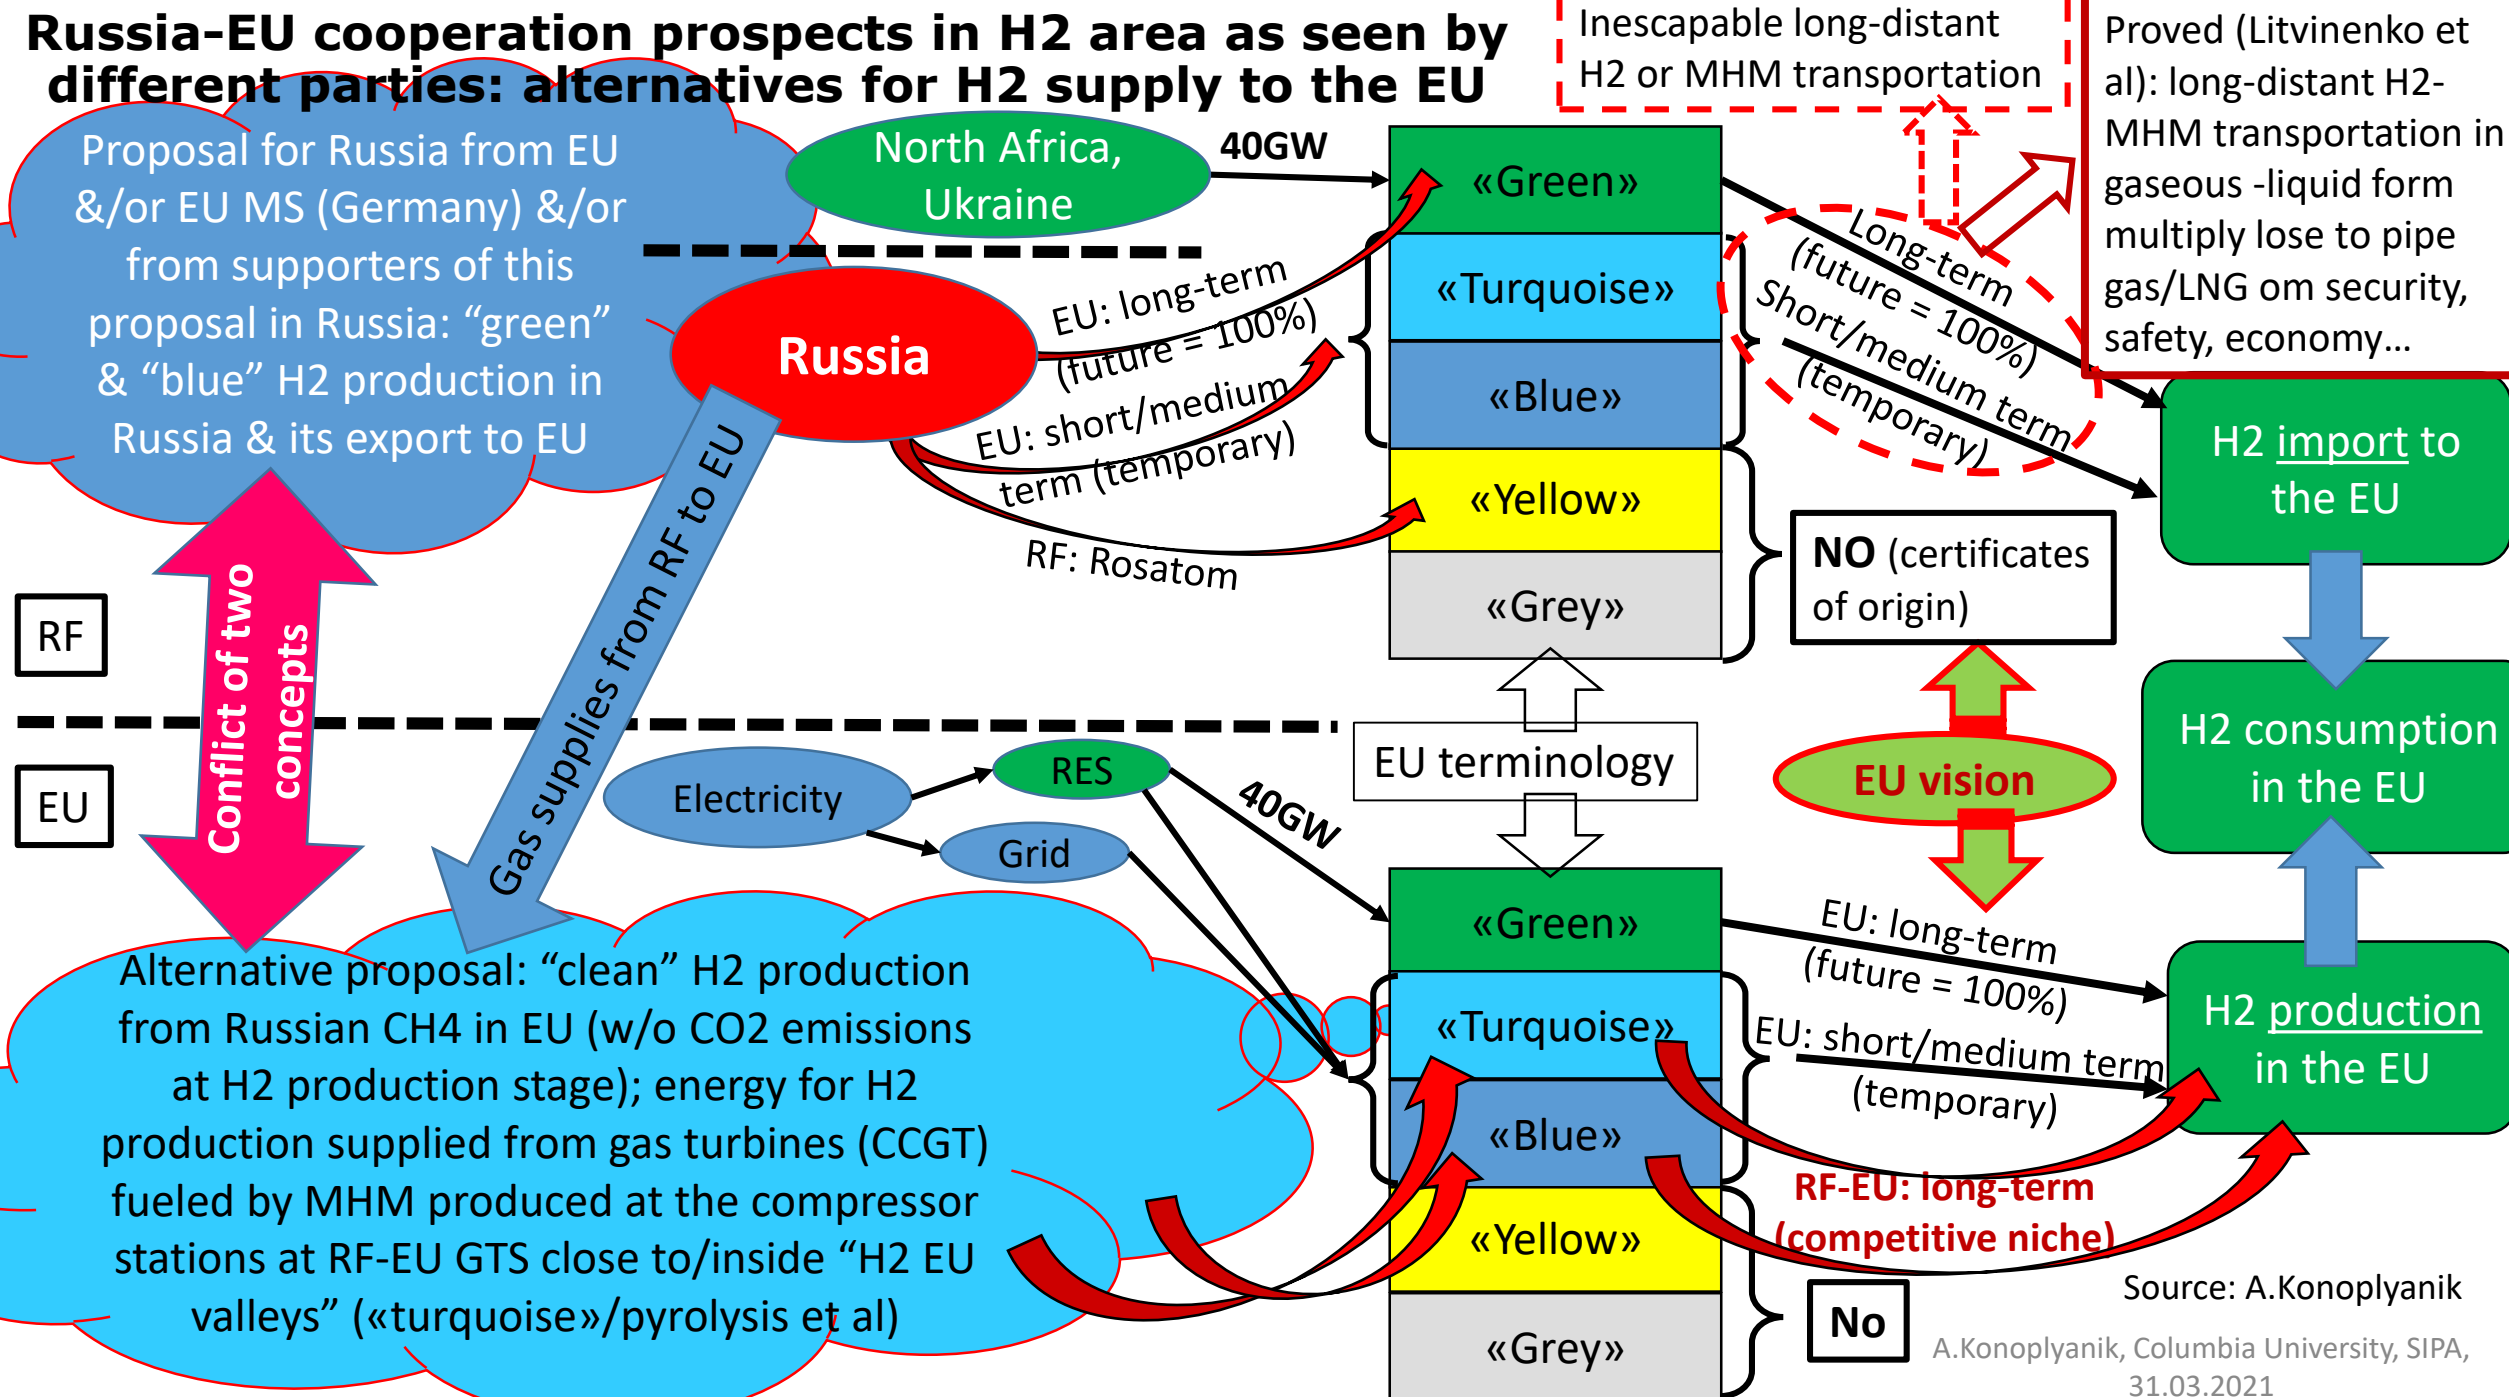 Russia-EU cooperation prospects in H2 area as seen by
different parties: alternatives for H2 supply to the EU
Inescapable long-distant
H2 or MHM transportation
Proved (Litvinenko et
al): long-distant H2-
MHM transportation in
gaseous -liquid form
multiply lose to pipe
gas/LNG om security,
safety, economy…
Proposal for Russia from EU
&/or EU MS (Germany) &/or
from supporters of this
proposal in Russia: “green”
& “blue” H2 production in
Russia & its export to EU
North Africa,
Ukraine
40GW
Russia
EU: long-term
(future = 100%)
EU: short/medium
term (temporary)
RF: Rosatom
«Green»
«Turquoise»
«Blue»
«Yellow»
«Grey»
Long-term
(future = 100%)
Short/medium term
(temporary)
NO (certificates
of origin)
H2 import to
the EU
RF
EU
Conflict of two
concepts
Gas supplies from RF to EU
Electricity
RES
Grid
40GW
EU terminology
EU vision
H2 consumption
in the EU
Alternative proposal: “clean” H2 production
from Russian CH4 in EU (w/o CO2 emissions
at H2 production stage); energy for H2
production supplied from gas turbines (CCGT)
fueled by MHM produced at the compressor
stations at RF-EU GTS close to/inside “H2 EU
valleys” («turquoise»/pyrolysis et al)
«Green»
«Turquoise»
«Blue»
«Yellow»
«Grey»
EU: long-term
(future = 100%)
EU: short/medium term
(temporary)
H2 production
in the EU
RF-EU: long-term
(competitive niche)
No
Source: A.Konoplyanik
A.Konoplyanik, Columbia University, SIPA,
31.03.2021